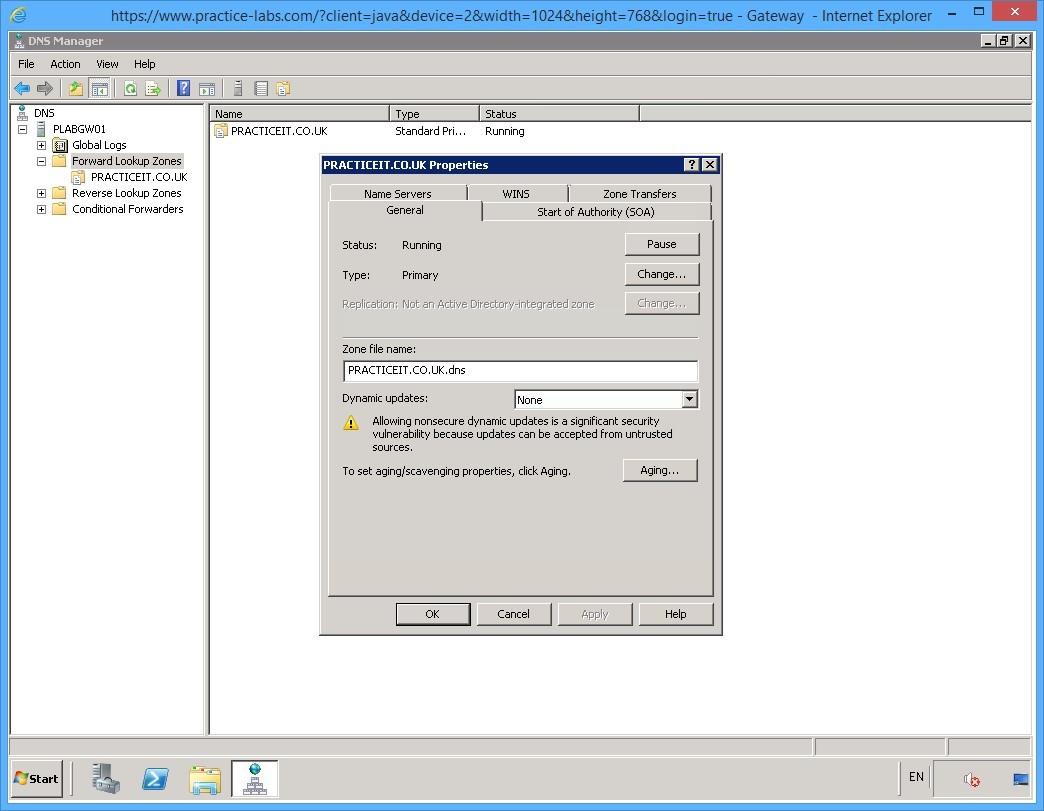 https://www.practice-labs.com/?client=java&device=2&width=1024&height=768&login=true - Gateway - Internet Explorer
DNS Manager
File Action View Help
DNS
PLABGW01
Global Logs
Forward Lookup Zones
PRACTICEIT.CO.UK
Reverse Lookup Zones
Conditional Forwarders
Name Type Status
PRACTICEIT.CO.UK Standard Pri... Running
PRACTICEIT.CO.UK Properties
Name Servers WINS Zone Transfers
General Start of Authority (SOA)
Status: Running Pause
Type: Primary Change...
Replication: Not an Active Directory-integrated zone Change...
Zone file name:
PRACTICEIT.CO.UK.dns
Dynamic updates: None
Allowing nonsecure dynamic updates is a significant security
vulnerability because updates can be accepted from untrusted
sources.
To set aging/scavenging properties, click Aging. Aging...
OK Cancel Apply Help
Start EN